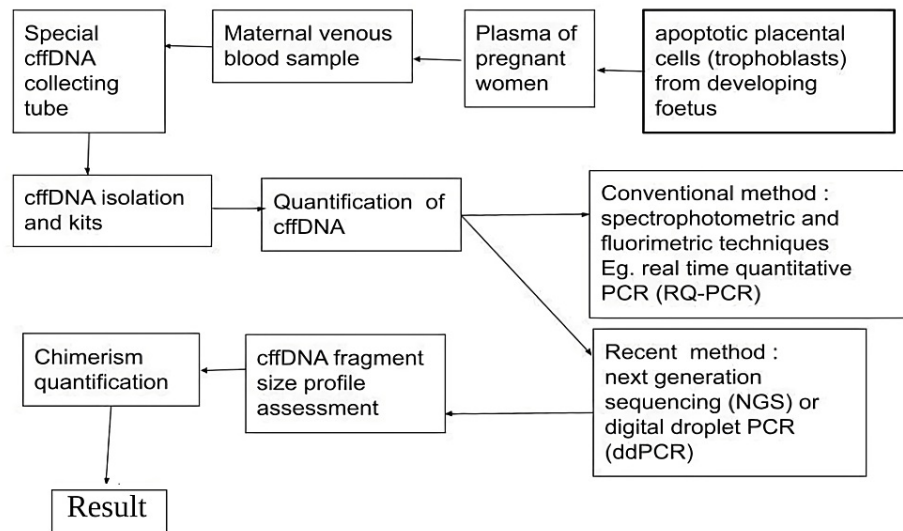 Special
cffDNA
collecting
tube
Maternal venous
blood sample
Plasma of
pregnant
women
apoptotic placental
cells (trophoblasts)
from developing
foetus
cffDNA isolation
and kits
Quantification of
cffDNA
Conventional method :
spectrophotometric and
fluorimetric techniques
Eg. real time quantitative
PCR (RQ-PCR)
Chimerism
quantification
cffDNA fragment
size profile
assessment
Recent method :
next generation
sequencing (NGS) or
digital droplet PCR
(ddPCR)
Result